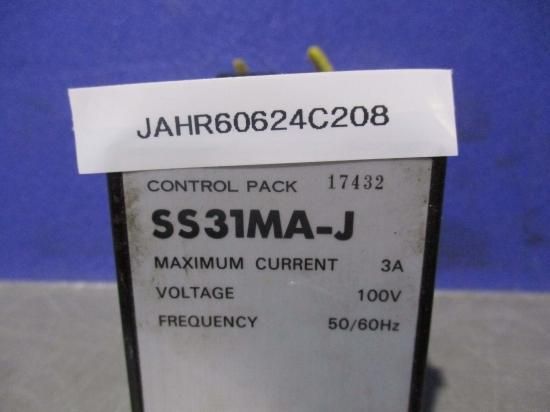 JAHR60624C208
CONTROL PACK 17432
SS31MA-J
MAXIMUM CURRENT 3A
VOLTAGE 100V
FREQUENCY 50/60Hz